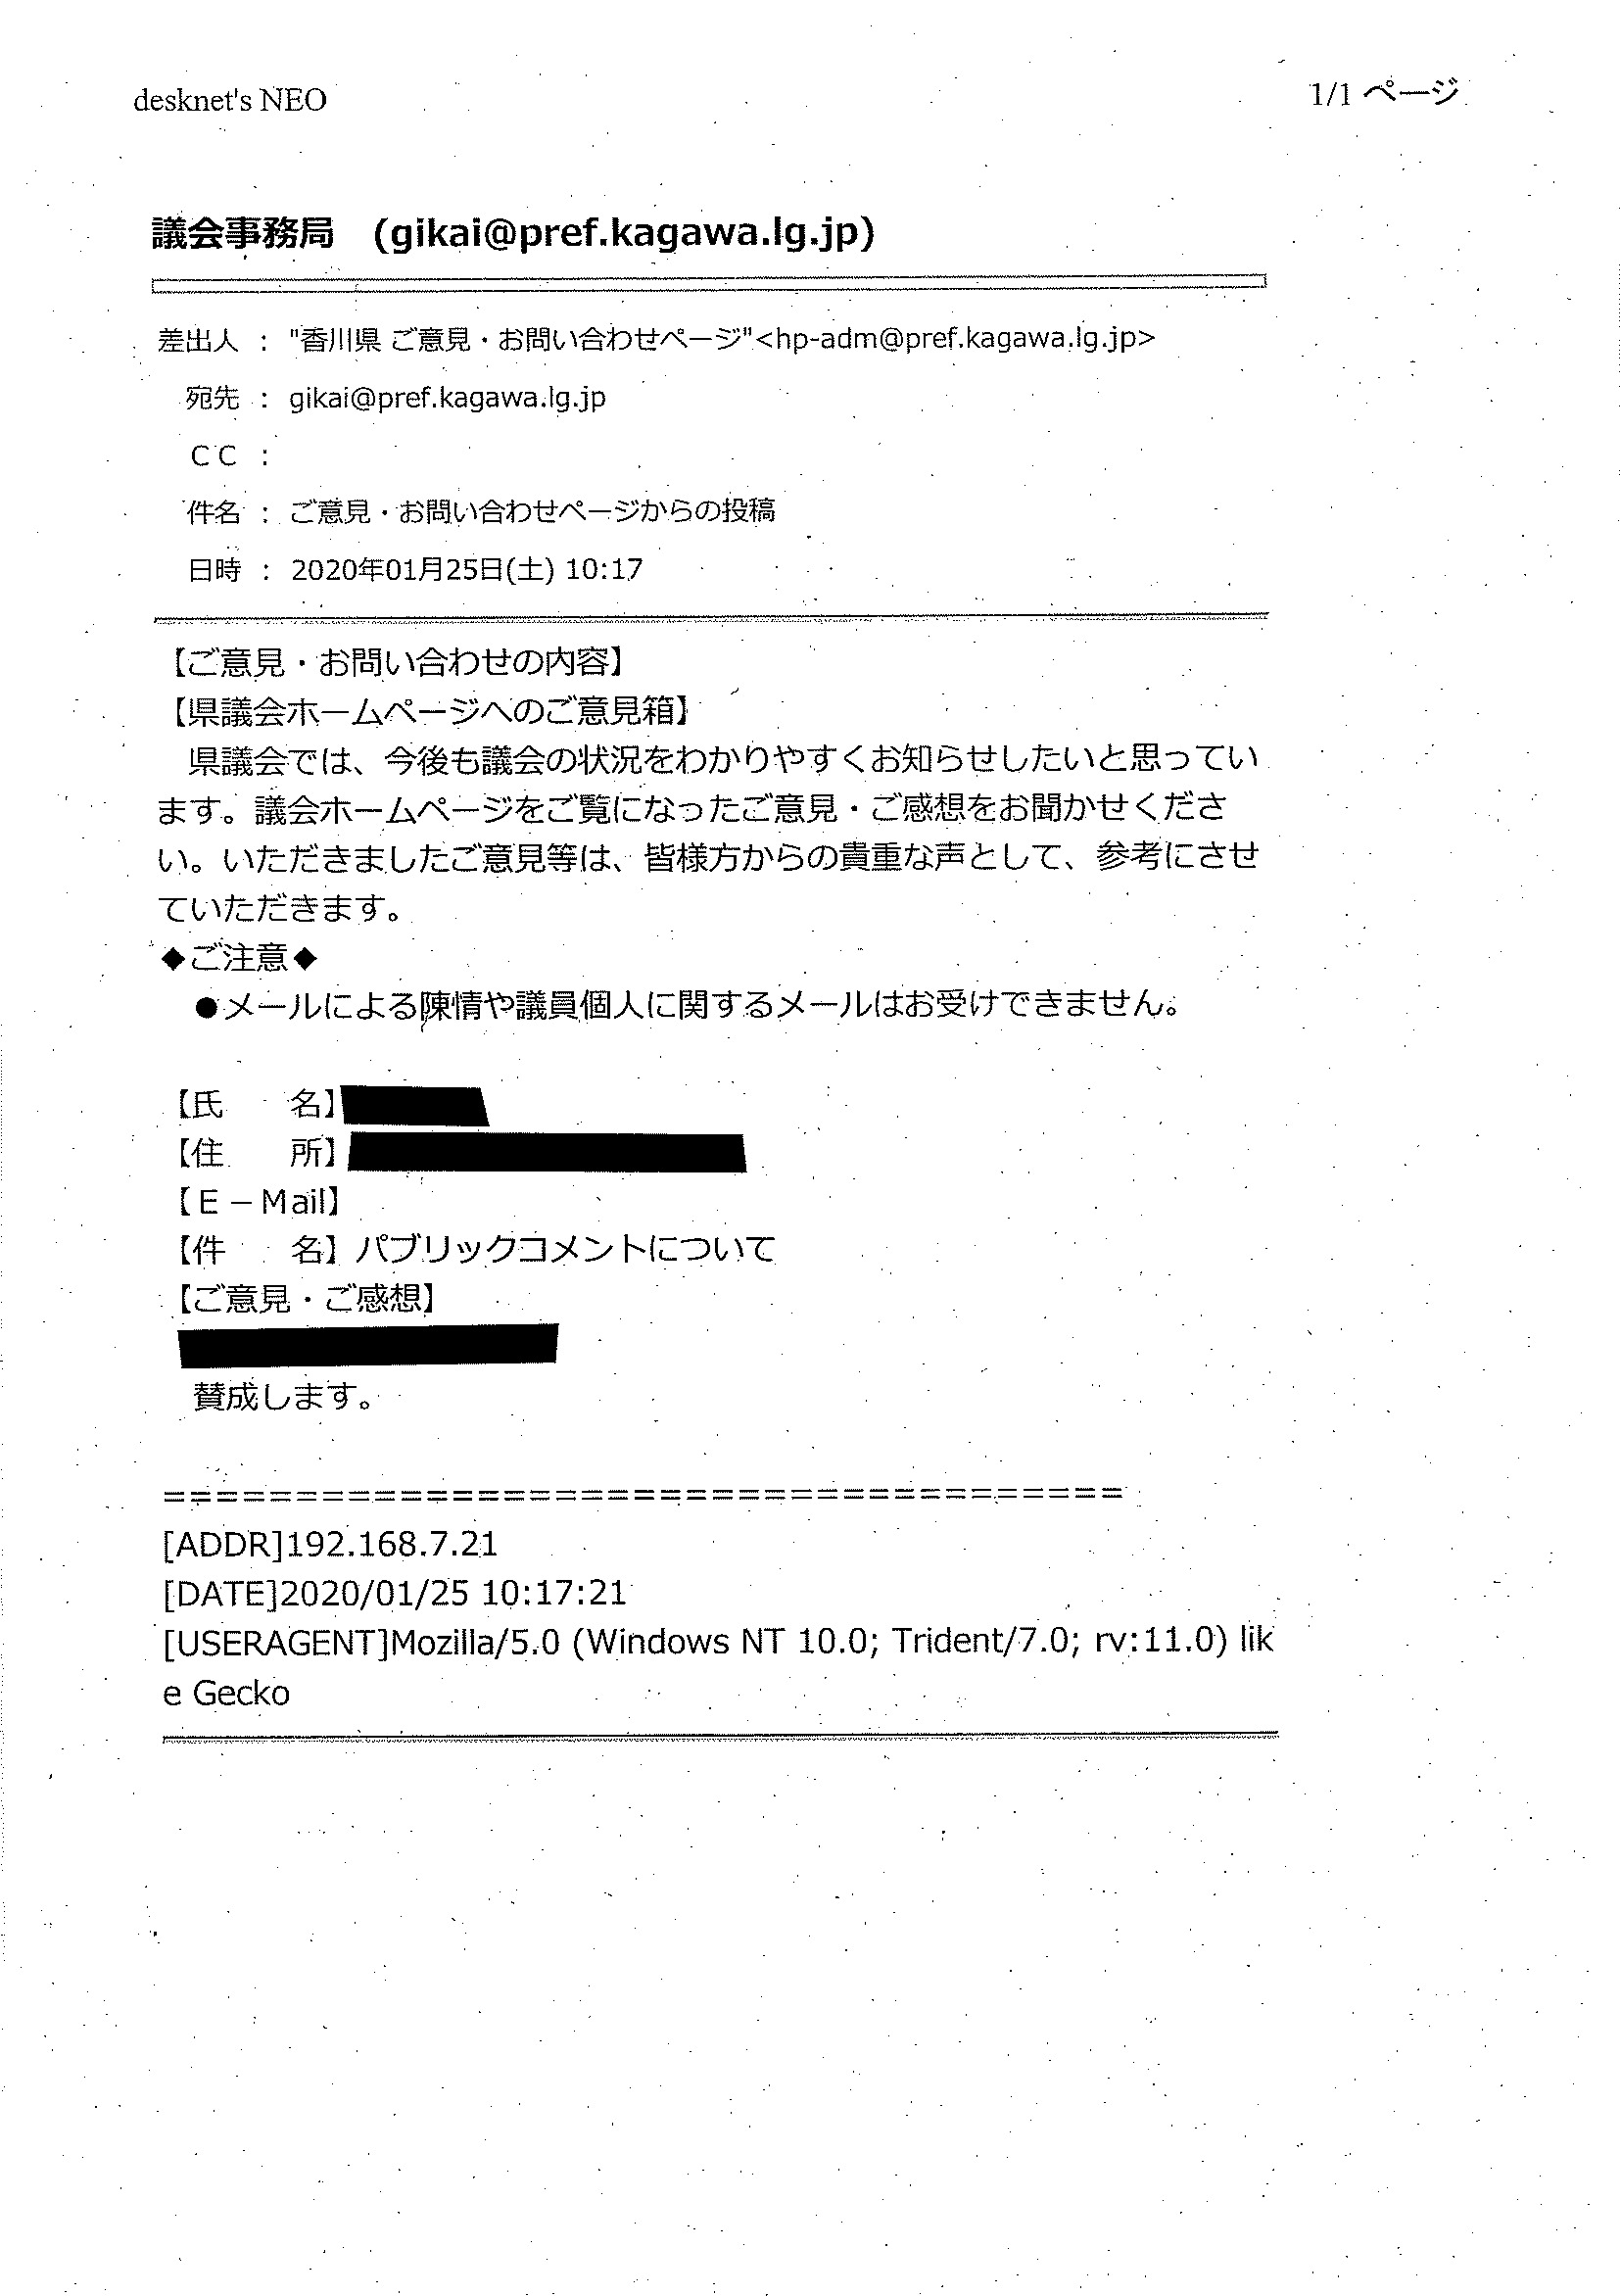 desknet's NEO
1/1 ページ
議会事務局　(gikai@pref.kagawa.lg.jp)
差出人 : "香川県 ご意見・お問い合わせページ"<hp-adm@pref.kagawa.lg.jp>
宛先 : gikai@pref.kagawa.lg.jp
ＣＣ :
件名 : ご意見・お問い合わせページからの投稿
日時 : 2020年01月25日(土) 10:17
【ご意見・お問い合わせの内容】
【県議会ホームページへのご意見箱】
　県議会では、今後も議会の状況をわかりやすくお知らせしたいと思ってい
ます。議会ホームページをご覧になったご意見・ご感想をお聞かせくださ
い。いただきましたご意見等は、皆様方からの貴重な声として、参考にさせ
ていただきます。
◆ご注意◆
　●メールによる陳情や議員個人に関するメールはお受けできません。
【氏　　名】
【住　　所】
【Ｅ－Mail】
【件　　名】パブリックコメントについて
【ご意見・ご感想】
賛成します。
=====================================
[ADDR]192.168.7.21
[DATE]2020/01/25 10:17:21
[USERAGENT]Mozilla/5.0 (Windows NT 10.0; Trident/7.0; rv:11.0) lik
e Gecko